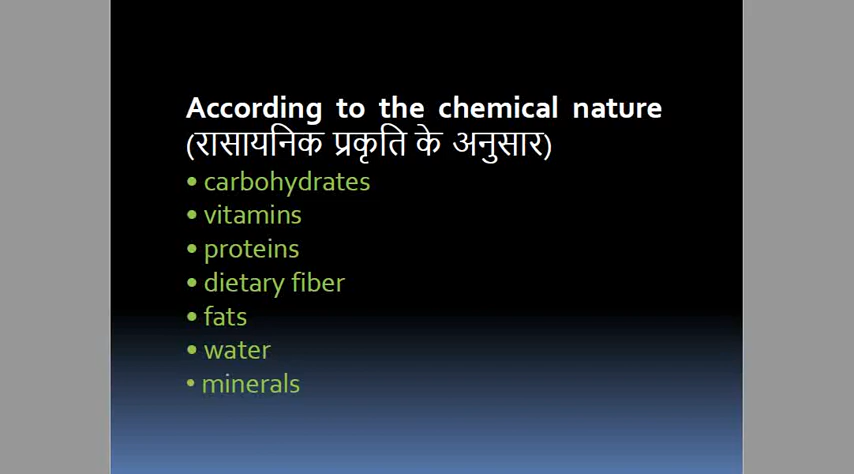 According to the chemical nature
(रासायनिक प्रकृति के अनुसार)
• carbohydrates
• vitamins
• proteins
• dietary fiber
• fats
• water
• minerals